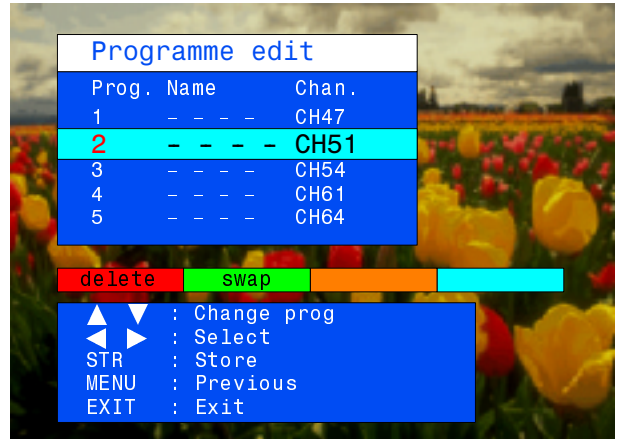 Programme edit
Prog. Name Chan.
1 - - - - CH47
2 - - - - CH51
3 - - - - CH54
4 - - - - CH61
5 - - - - CH64
delete swap
▲ ▼ : Change prog
◀ ▶ : Select
STR : Store
MENU : Previous
EXIT : Exit